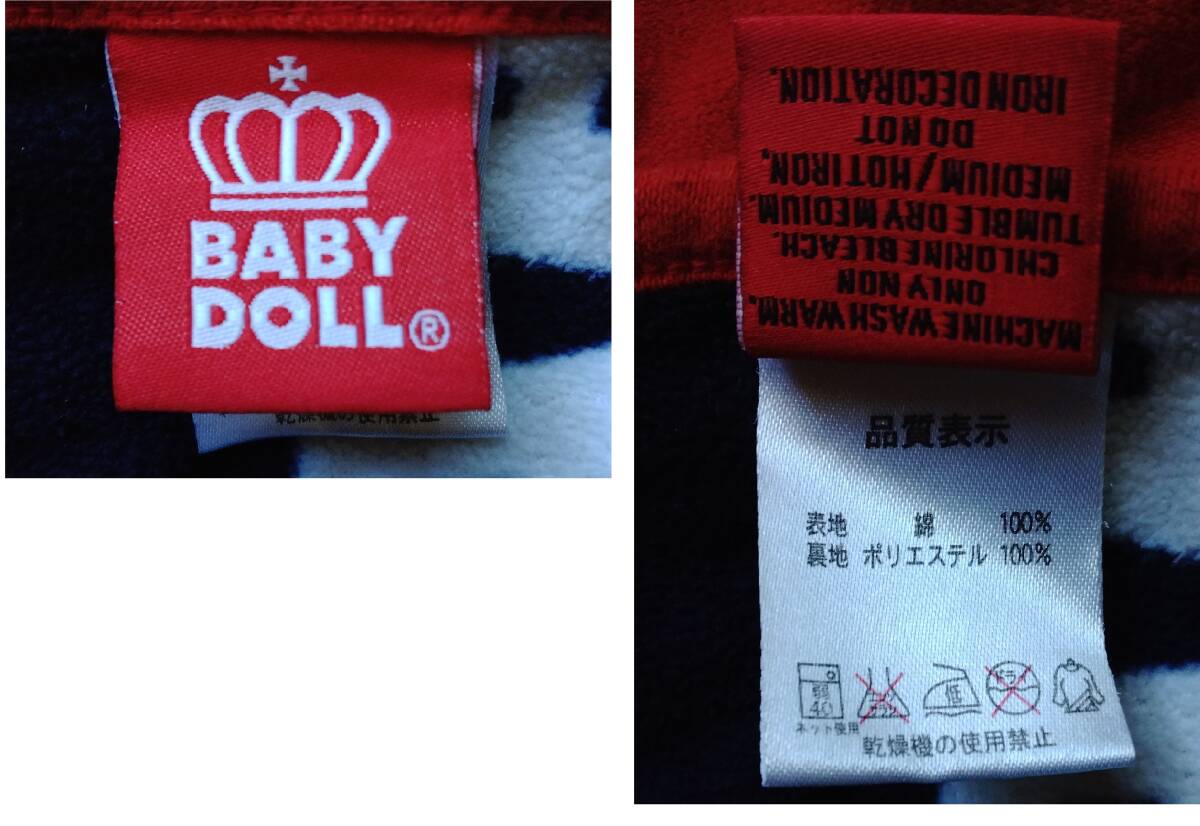 BABY
DOLL®
乾燥機の使用禁止
MACHINE WASH WARM.
ONLY NON
CHLORINE BLEACH.
TUMBLE DRY MEDIUM.
MEDIUM/HOT IRON.
DO NOT
IRON DECORATION.
品質表示
表地 綿 100%
裏地 ポリエステル 100%
弱
40
ネット使用
低
ドライ
乾燥機の使用禁止